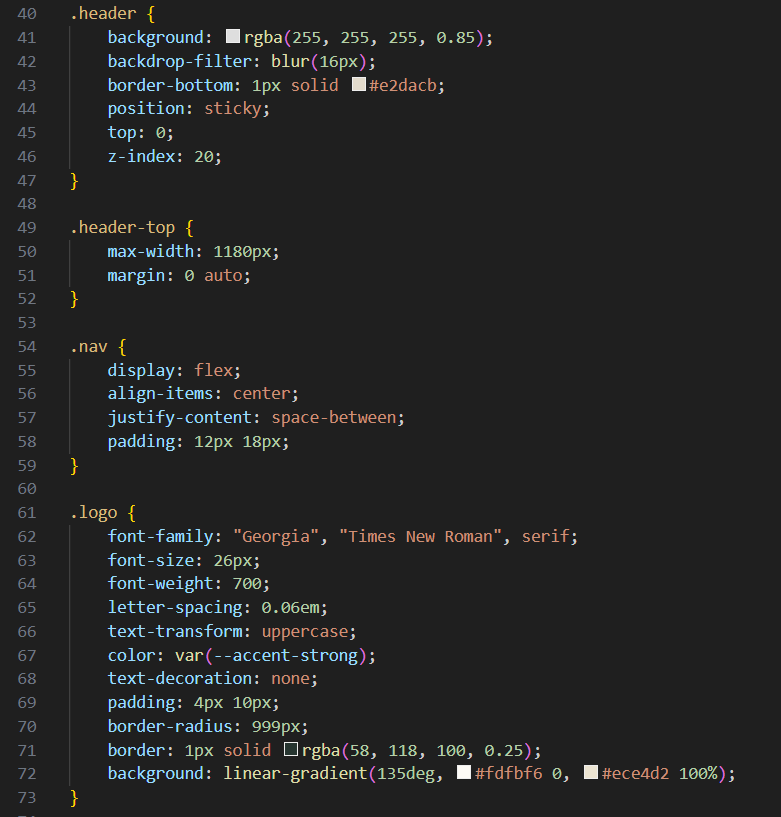 40 .header {
41 background: rgba(255, 255, 255, 0.85);
42 backdrop-filter: blur(16px);
43 border-bottom: 1px solid #e2dacb;
44 position: sticky;
45 top: 0;
46 z-index: 20;
47 }
48
49 .header-top {
50 max-width: 1180px;
51 margin: 0 auto;
52 }
53
54 .nav {
55 display: flex;
56 align-items: center;
57 justify-content: space-between;
58 padding: 12px 18px;
59 }
60
61 .logo {
62 font-family: "Georgia", "Times New Roman", serif;
63 font-size: 26px;
64 font-weight: 700;
65 letter-spacing: 0.06em;
66 text-transform: uppercase;
67 color: var(--accent-strong);
68 text-decoration: none;
69 padding: 4px 10px;
70 border-radius: 999px;
71 border: 1px solid rgba(58, 118, 100, 0.25);
72 background: linear-gradient(135deg, #fdfbf6 0, #ece4d2 100%);
73 }